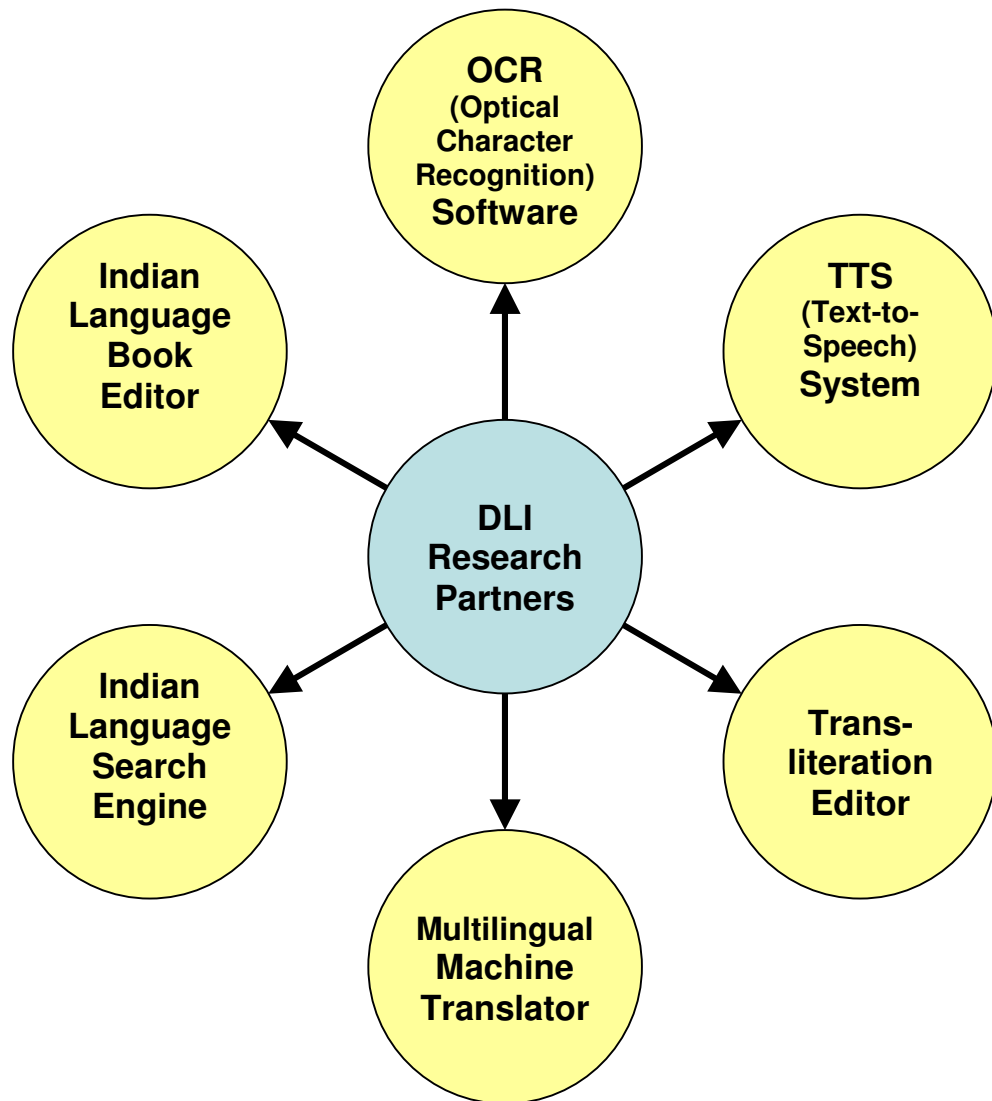 OCR
(Optical
Character
Recognition)
Software
Indian
Language
Book
Editor
TTS
(Text-to-
Speech)
System
DLI
Research
Partners
Indian
Language
Search
Engine
Trans-
literation
Editor
Multilingual
Machine
Translator